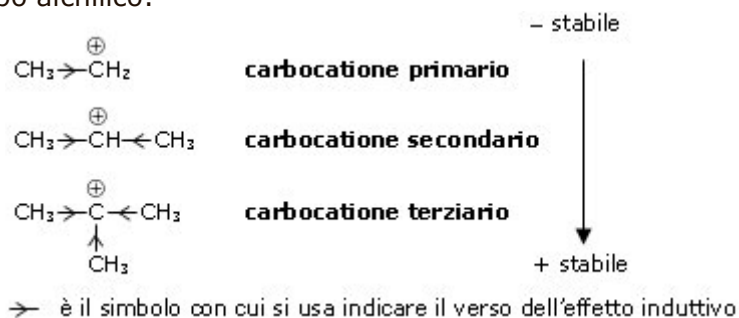 − stabile
⊕
CH₃→CH₂ carbocatione primario
⊕
CH₃→CH←CH₃ carbocatione secondario
⊕
CH₃→C←CH₃ carbocatione terziario
CH₃
+ stabile
→ è il simbolo con cui si usa indicare il verso dell'effetto induttivo